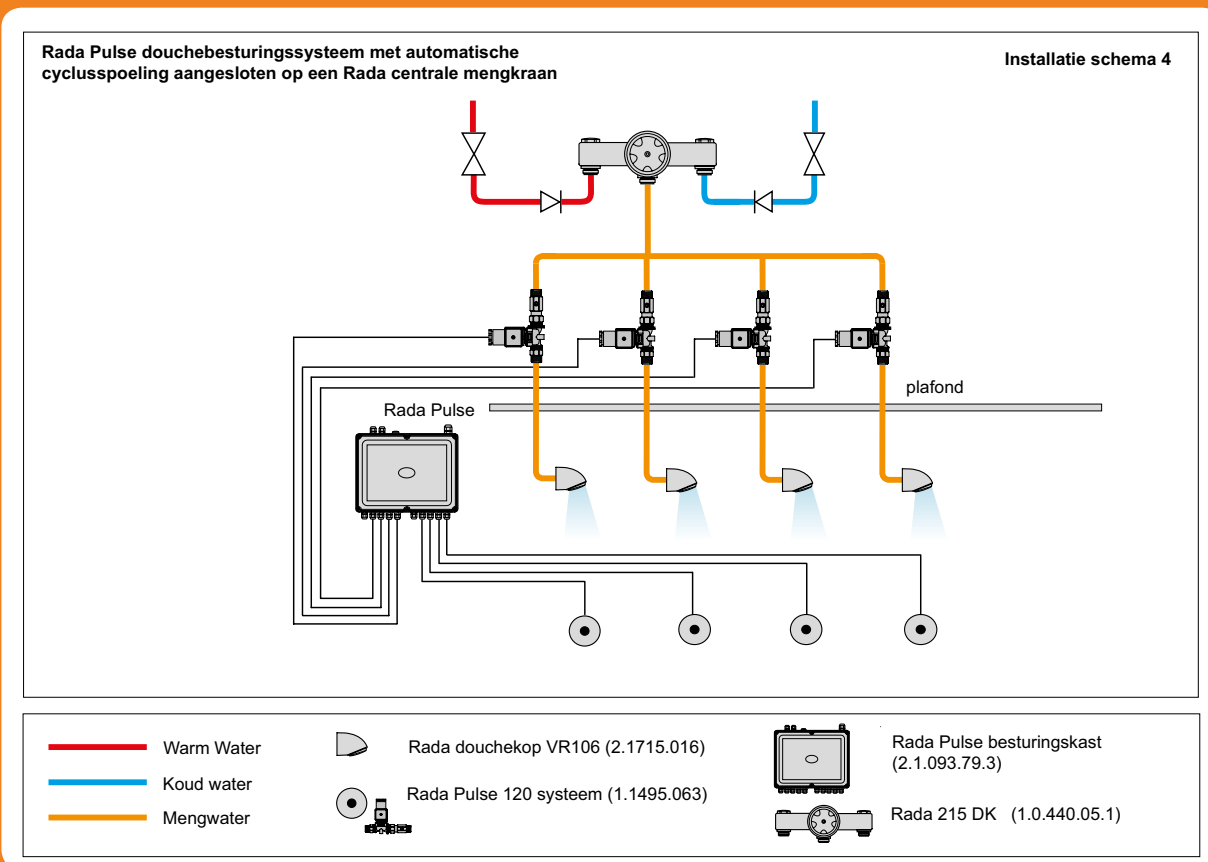 Rada Pulse douchebesturingssysteem met automatische
cyclusspoeling aangesloten op een Rada centrale mengkraan
Installatie schema 4
plafond
Rada Pulse
Warm Water
Koud water
Mengwater
Rada douchekop VR106 (2.1715.016)
Rada Pulse 120 systeem (1.1495.063)
Rada Pulse besturingskast
(2.1.093.79.3)
Rada 215 DK (1.0.440.05.1)